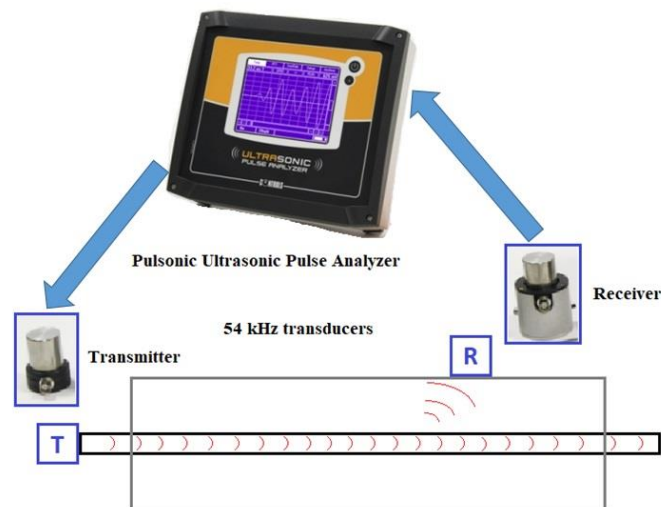 ULTRASONIC
PULSE ANALYZER
Pulsonic Ultrasonic Pulse Analyzer
Receiver
54 kHz transducers
Transmitter
R
T